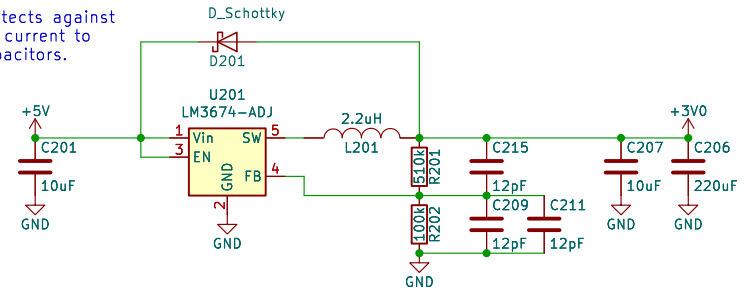 tects against
current to
pacitors.
D_Schottky
D201
U201
LM3674-ADJ
+5V
1
Vin
SW
5
3
EN
FB
4
GND
2
GND
2.2uH
L201
C201
10uF
GND
510k
R201
100k
R202
GND
C215
12pF
C209
12pF
C211
12pF
C207
10uF
GND
+3V0
C206
220uF
GND